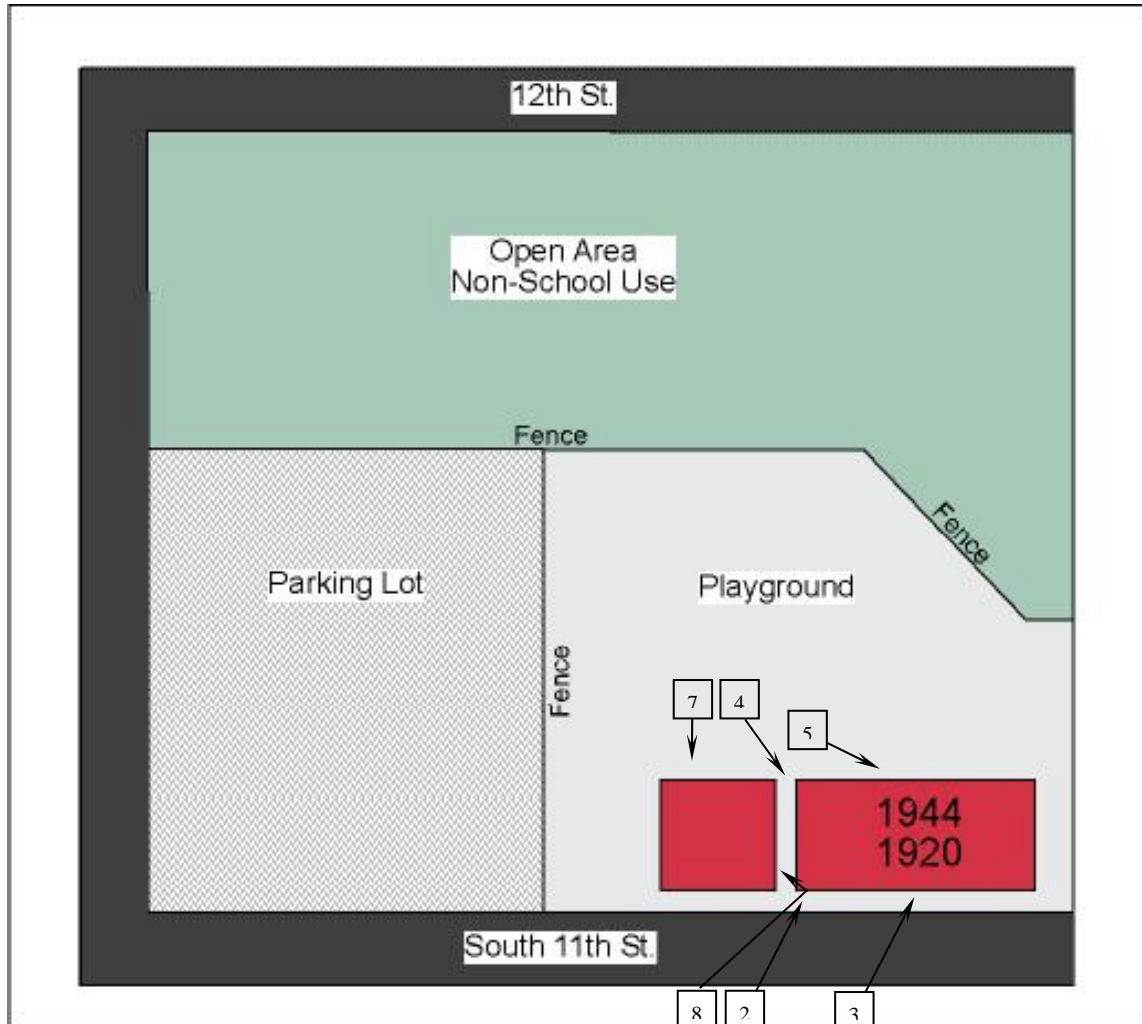 12th St.
Open Area
Non-School Use
Fence
Fence
Parking Lot
Playground
Fence
7
4
5
1944
1920
South 11th St.
8
2
3